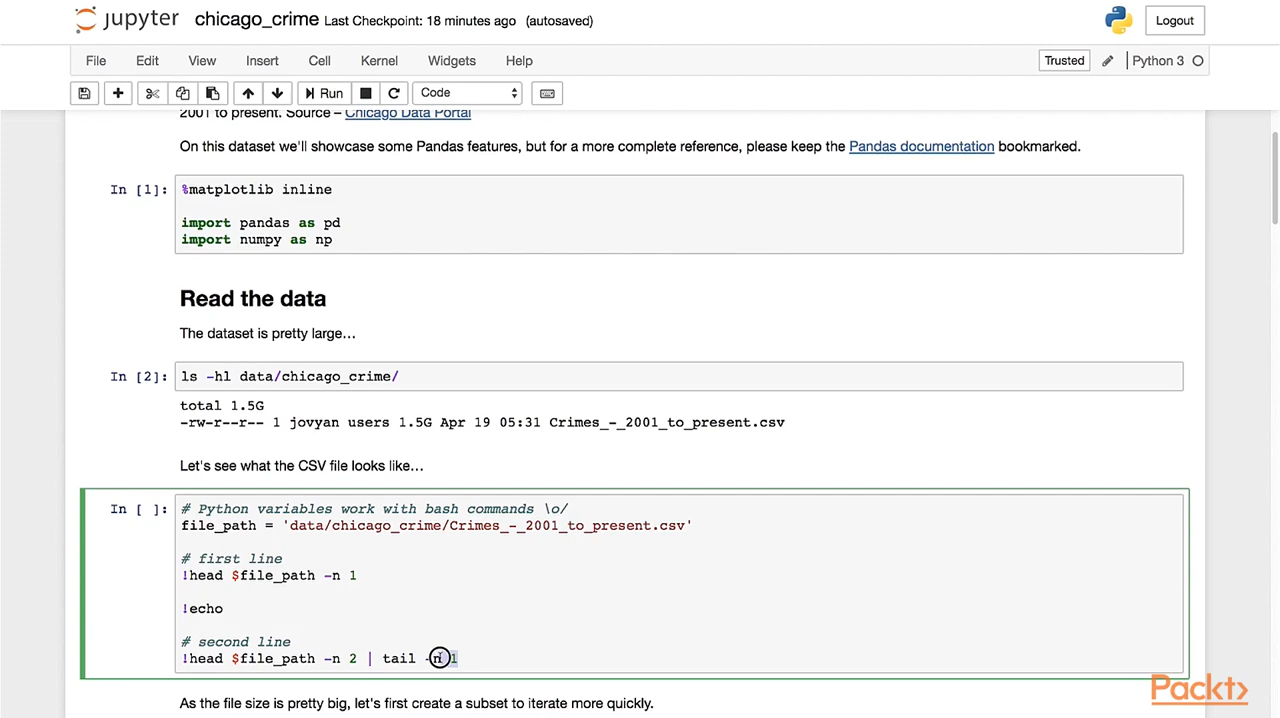 jupyter chicago_crime Last Checkpoint: 18 minutes ago (autosaved) Logout
File Edit View Insert Cell Kernel Widgets Help Trusted Python 3
Run Code
2001 to present. Source – Chicago Data Portal
On this dataset we'll showcase some Pandas features, but for a more complete reference, please keep the Pandas documentation bookmarked.
In [1]: %matplotlib inline
import pandas as pd
import numpy as np
Read the data
The dataset is pretty large…
In [2]: ls -hl data/chicago_crime/
total 1.5G
-rw-r--r-- 1 jovyan users 1.5G Apr 19 05:31 Crimes_-_2001_to_present.csv
Let's see what the CSV file looks like…
In [ ]: # Python variables work with bash commands \o/
file_path = 'data/chicago_crime/Crimes_-_2001_to_present.csv'
# first line
!head $file_path -n 1
!echo
# second line
!head $file_path -n 2 | tail -n 1
As the file size is pretty big, let's first create a subset to iterate more quickly.
Packt>